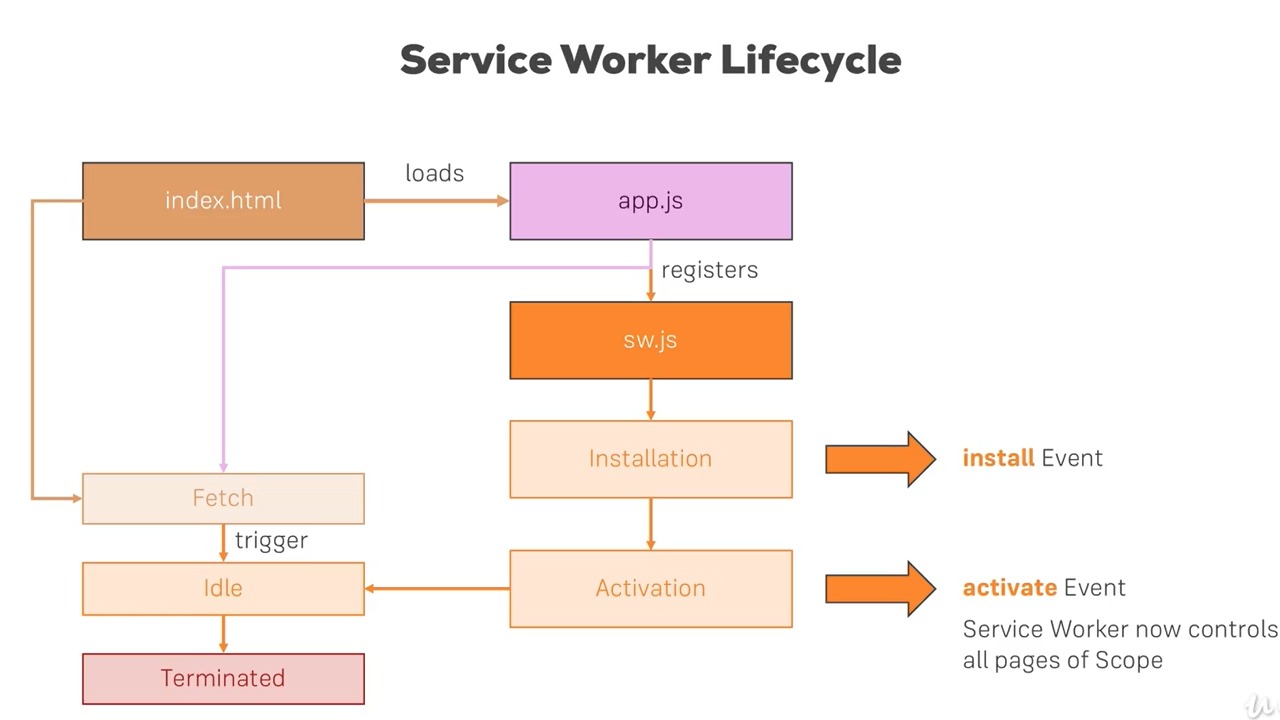 Service Worker Lifecycle
index.html
loads
app.js
registers
sw.js
Installation
install Event
Fetch
trigger
Idle
Activation
activate Event
Service Worker now controls
all pages of Scope
Terminated